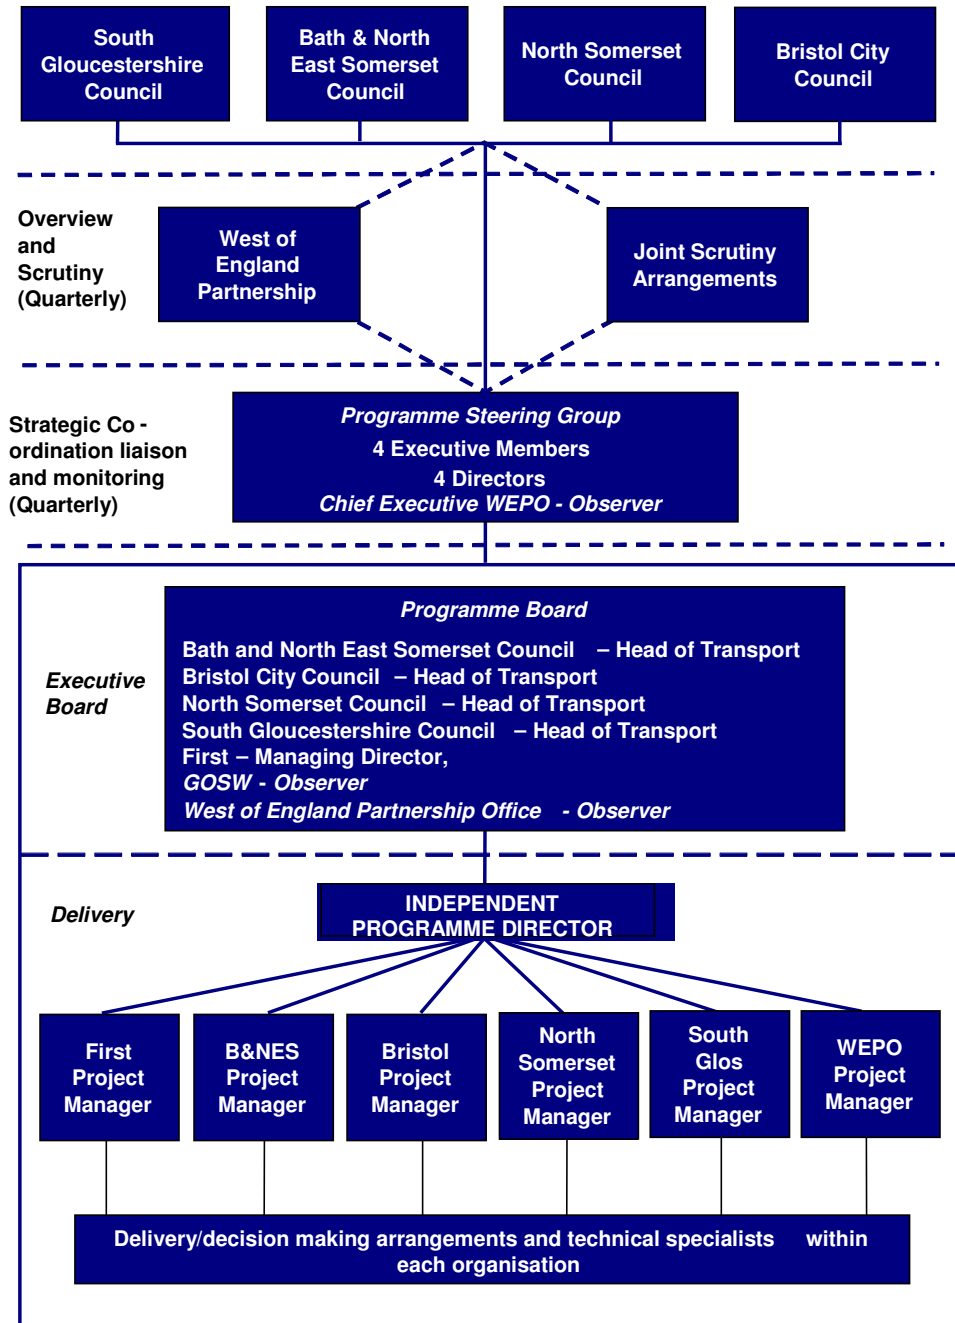 South
Gloucestershire
Council
Bath & North
East Somerset
Council
North Somerset
Council
Bristol City
Council
Overview
and
Scrutiny
(Quarterly)
West of
England
Partnership
Joint Scrutiny
Arrangements
Strategic Co -
ordination liaison
and monitoring
(Quarterly)
Programme Steering Group
4 Executive Members
4 Directors
Chief Executive WEPO - Observer
Executive
Board
Programme Board
Bath and North East Somerset Council – Head of Transport
Bristol City Council – Head of Transport
North Somerset Council – Head of Transport
South Gloucestershire Council – Head of Transport
First – Managing Director,
GOSW - Observer
West of England Partnership Office - Observer
Delivery
INDEPENDENT
PROGRAMME DIRECTOR
First
Project
Manager
B&NES
Project
Manager
Bristol
Project
Manager
North
Somerset
Project
Manager
South
Glos
Project
Manager
WEPO
Project
Manager
Delivery/decision making arrangements and technical specialists within
each organisation